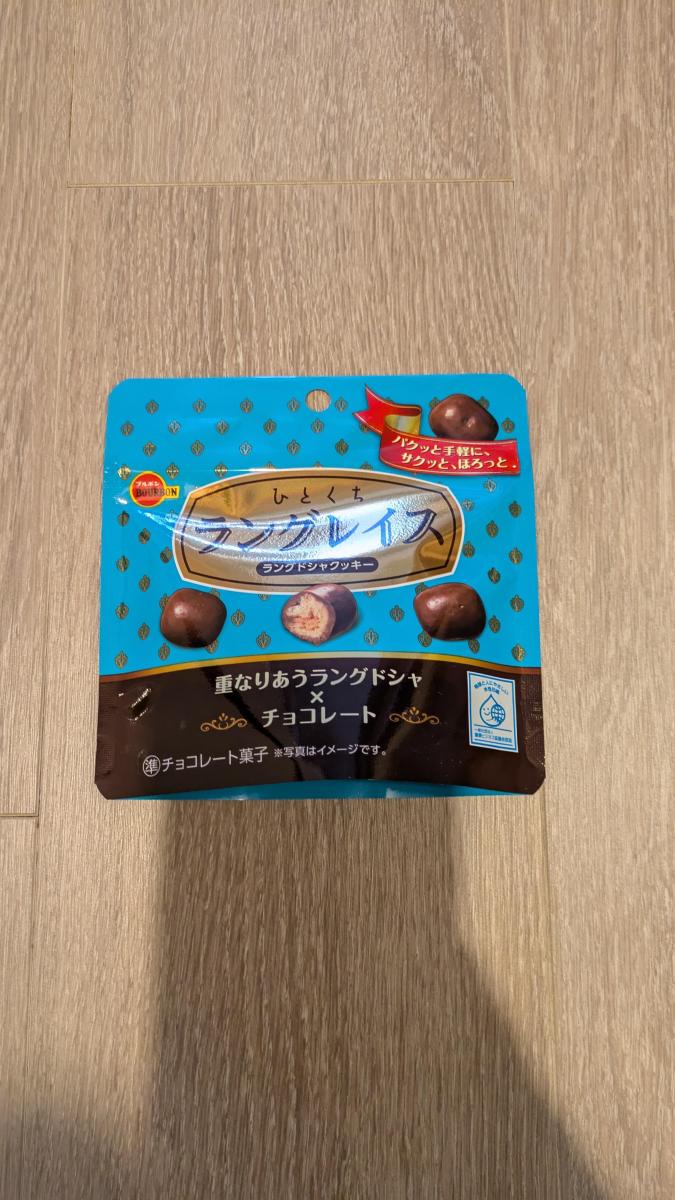 パクッと手軽に、
サクッと、ほろっと。
ブルボン
BOURBON
ひとくち
ラングレイス
ラングドシャクッキー
重なりあうラングドシャ
×
チョコレート
準チョコレート菓子 ※写真はイメージです。